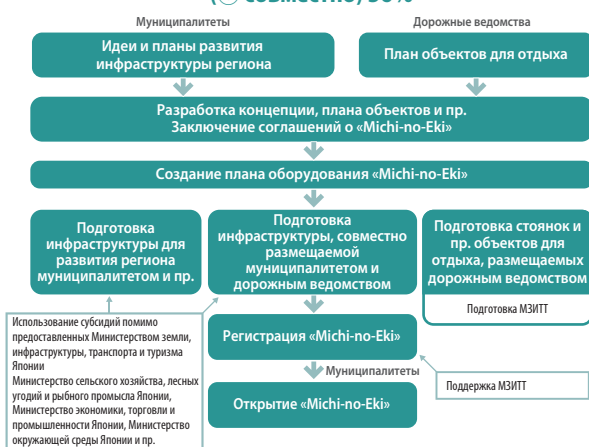 Муниципалитеты
Дорожные ведомства
Идеи и планы развития
инфраструктуры региона
План объектов для отдыха
Разработка концепции, плана объектов и пр.
Заключение соглашений о «Michi-no-Eki»
Создание плана оборудования «Michi-no-Eki»
Подготовка
инфраструктуры для
развития региона
муниципалитетом и пр.
Подготовка
инфраструктуры, совместно
размещаемой
муниципалитетом и
дорожным ведомством
Подготовка стоянок и
пр. объектов для
отдыха, размещаемых
дорожным ведомством
Подготовка МЗИТТ
Использование субсидий помимо
предоставленных Министерством земли,
инфраструктуры, транспорта и туризма
Японии
Министерство сельского хозяйства, лесных
угодий и рыбного промысла Японии,
Министерство экономики, торговли и
промышленности Японии, Министерство
окружающей среды Японии и пр.
Регистрация «Michi-no-Eki»
Муниципалитеты
Поддержка МЗИТТ
Открытие «Michi-no-Eki»